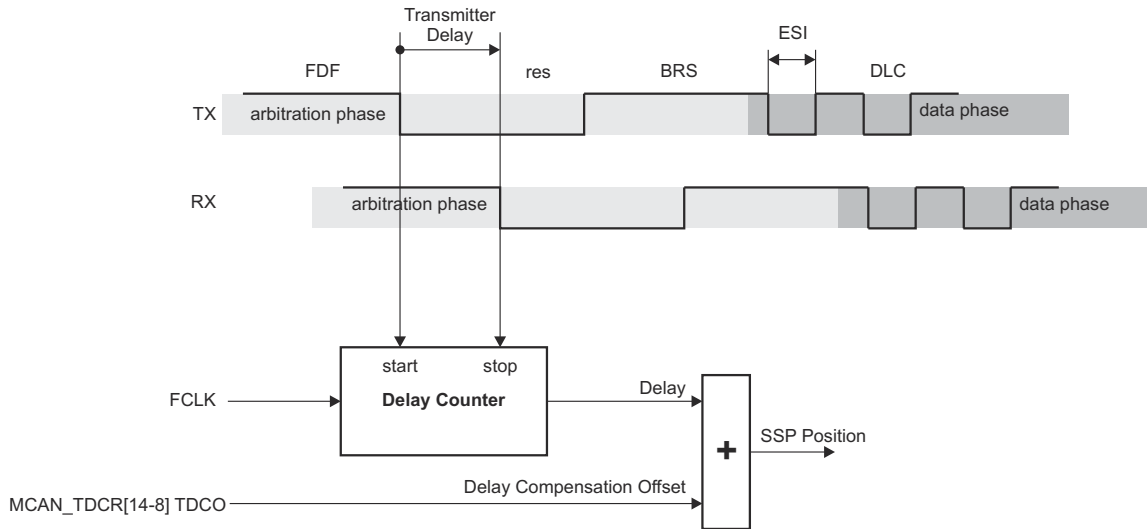 Transmitter
Delay
ESI
FDF
res
BRS
DLC
TX
arbitration phase
data phase
RX
arbitration phase
data phase
start
stop
FCLK
Delay Counter
Delay
+
SSP Position
MCAN_TDCR[14-8] TDCO
Delay Compensation Offset